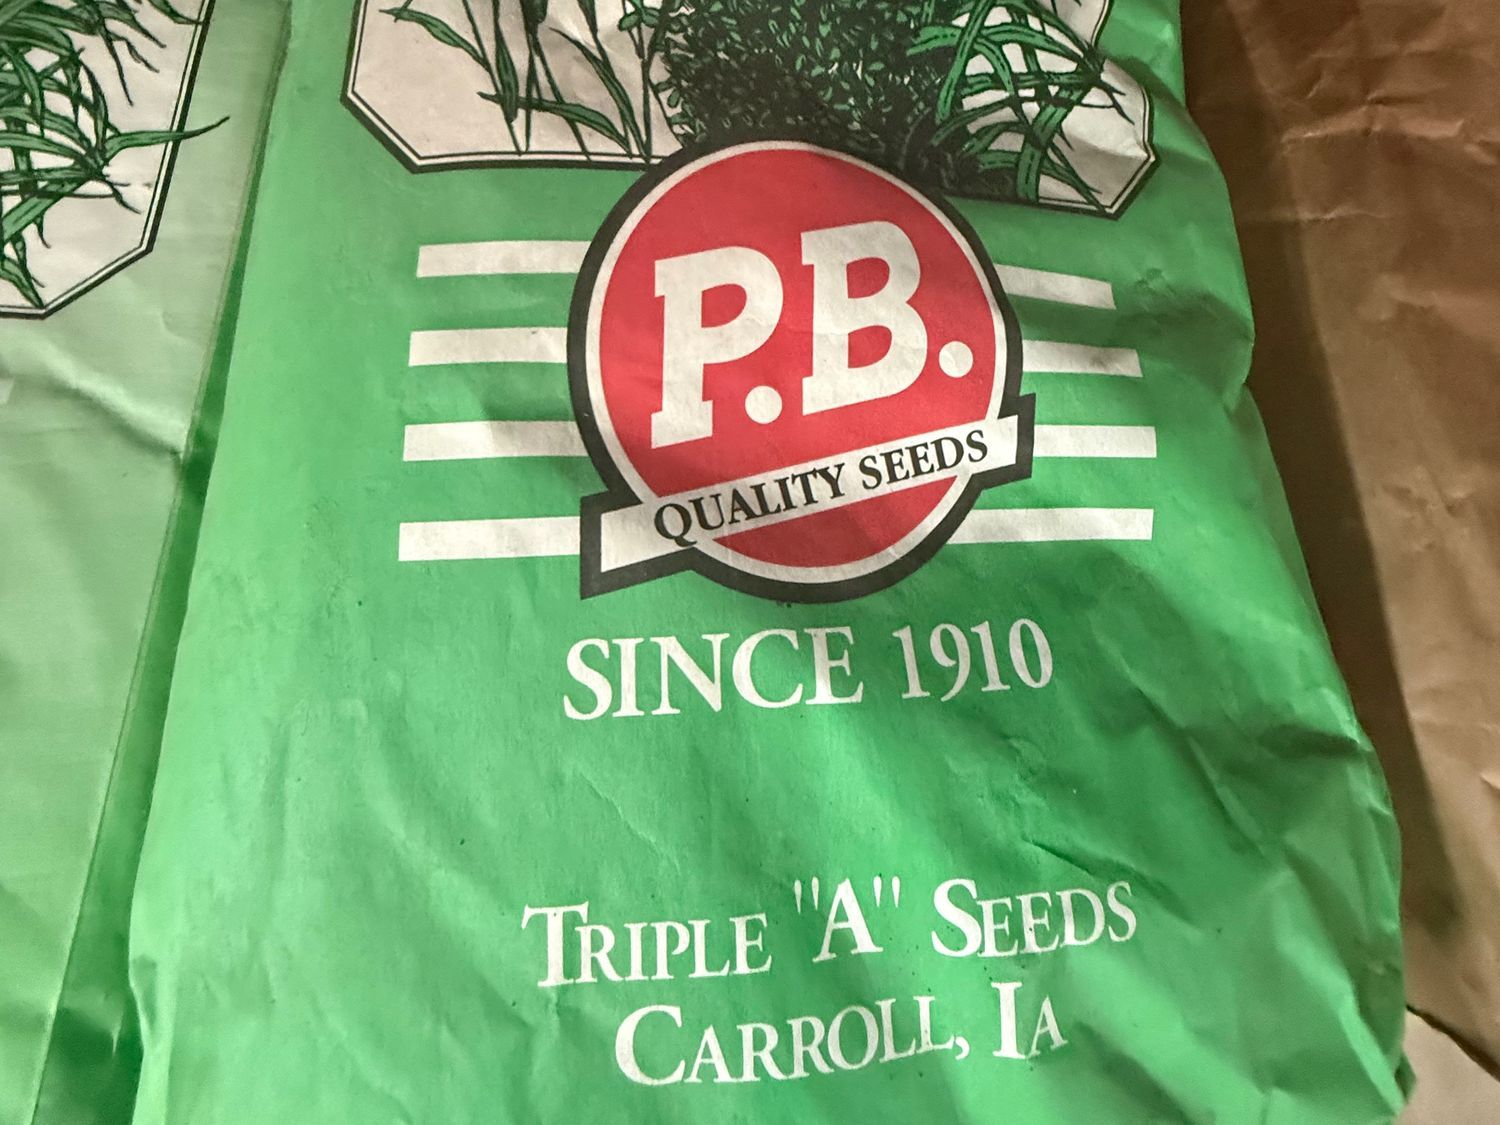 P.B.
QUALITY SEEDS
SINCE 1910
TRIPLE "A" SEEDS
CARROLL, IA